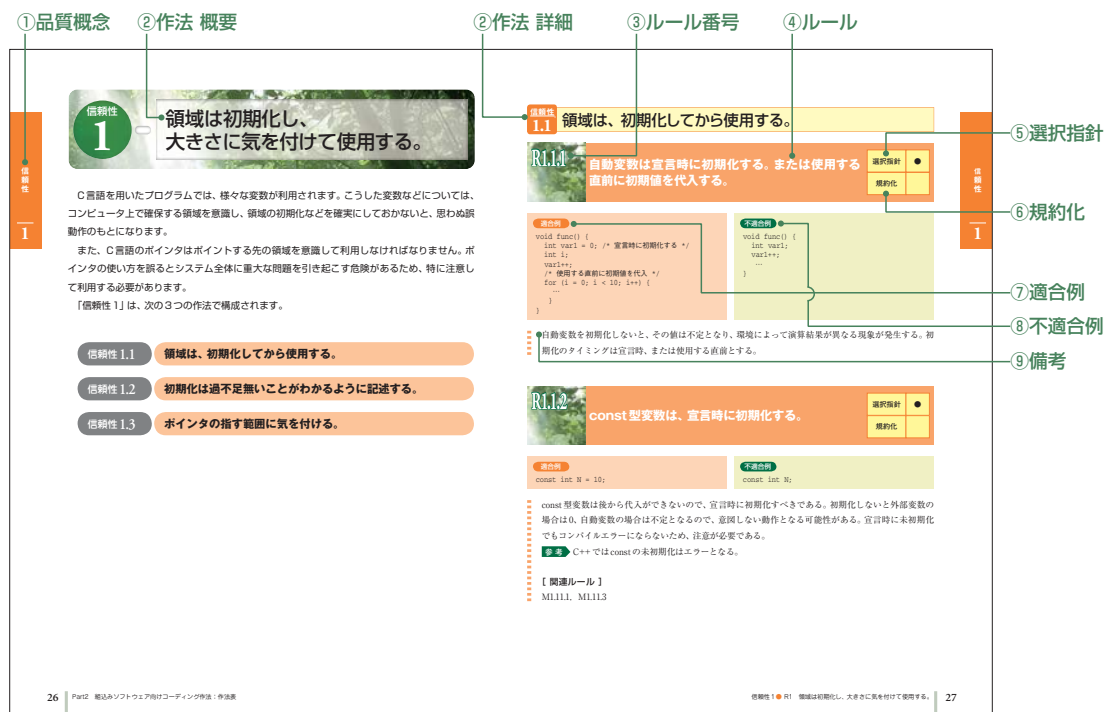 ①品質概念
②作法 概要
②作法 詳細
③ルール番号
④ルール
信頼性
1
信頼性
1
領域は初期化し、
大きさに気を付けて使用する。
C言語を用いたプログラムでは、様々な変数が利用されます。こうした変数などについては、
コンピュータ上で確保する領域を意識し、領域の初期化などを確実にしておかないと、思わぬ誤
動作のもとになります。
また、C言語のポインタはポイントする先の領域を意識して利用しなければなりません。ポ
インタの使い方を誤るとシステム全体に重大な問題を引き起こす危険があるため、特に注意し
て利用する必要があります。
「信頼性1」は、次の3つの作法で構成されます。
信頼性1.1 領域は、初期化してから使用する。
信頼性1.2 初期化は過不足無いことがわかるように記述する。
信頼性1.3 ポインタの指す範囲に気を付ける。
26 Part2 組込みソフトウェア向けコーディング作法：作法表
信頼性
1.1 領域は、初期化してから使用する。
R1.1.1
自動変数は宣言時に初期化する。または使用する
直前に初期値を代入する。
選択指針 ●
規約化
適合例
void func() {
int var1 = 0; /* 宣言時に初期化する */
int i;
var1++;
/* 使用する直前に初期値を代入 */
for (i = 0; i < 10; i++) {
…
}
}
不適合例
void func() {
int var1;
var1++;
…
}
自動変数を初期化しないと、その値は不定となり、環境によって演算結果が異なる現象が発生する。初
期化のタイミングは宣言時、または使用する直前とする。
R1.1.2
const型変数は、宣言時に初期化する。
選択指針 ●
規約化
適合例
const int N = 10;
不適合例
const int N;
const型変数は後から代入ができないので、宣言時に初期化すべきである。初期化しないと外部変数の
場合は0、自動変数の場合は不定となるので、意図しない動作となる可能性がある。宣言時に未初期化
でもコンパイルエラーにならないため、注意が必要である。
参考 C++ではconstの未初期化はエラーとなる。
[ 関連ルール ]
M1.11.1、M1.11.3
信頼性1●R1 領域は初期化し、大きさに気を付けて使用する。 27
信頼性
1
⑤選択指針
⑥規約化
⑦適合例
⑧不適合例
⑨備考